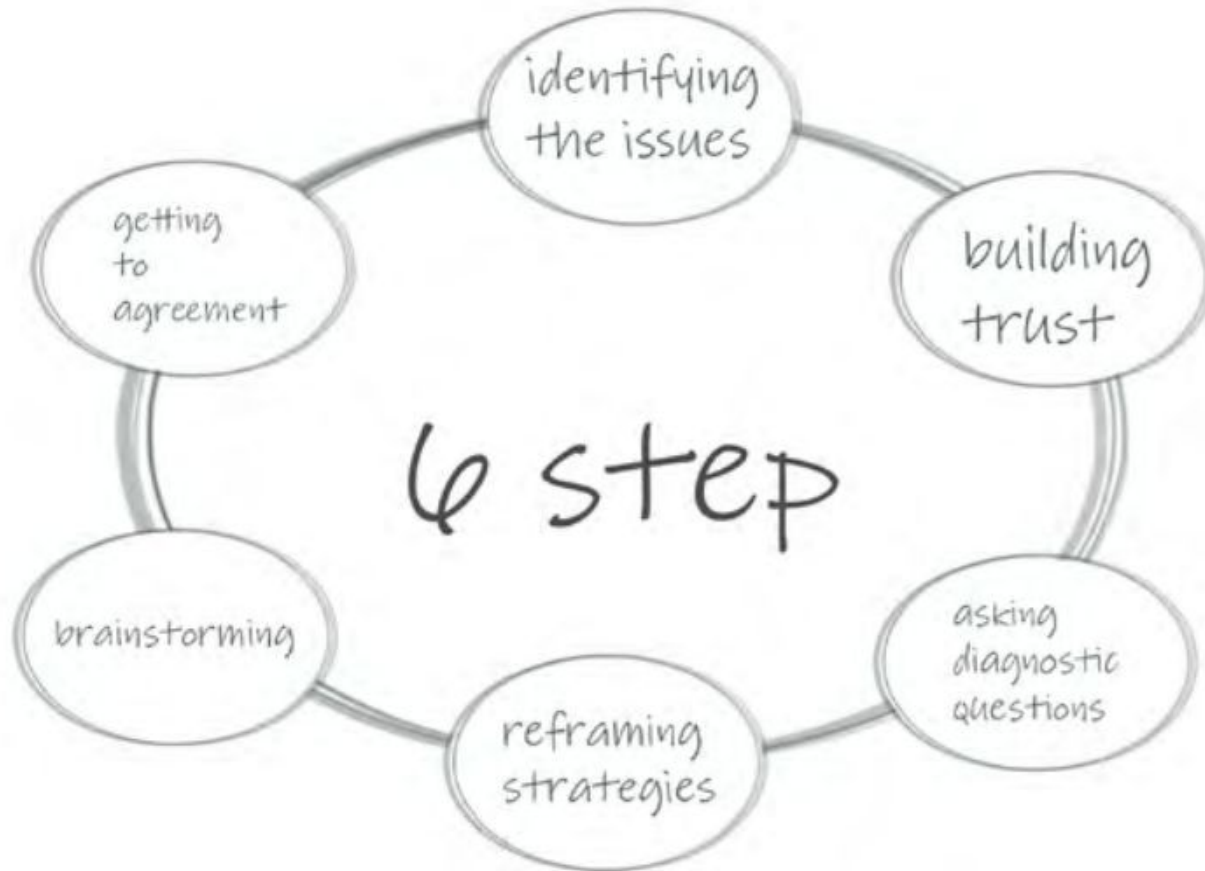 identifying
the issues
building
trust
asking
diagnostic
questions
reframing
strategies
brainstorming
getting
to
agreement
6 step